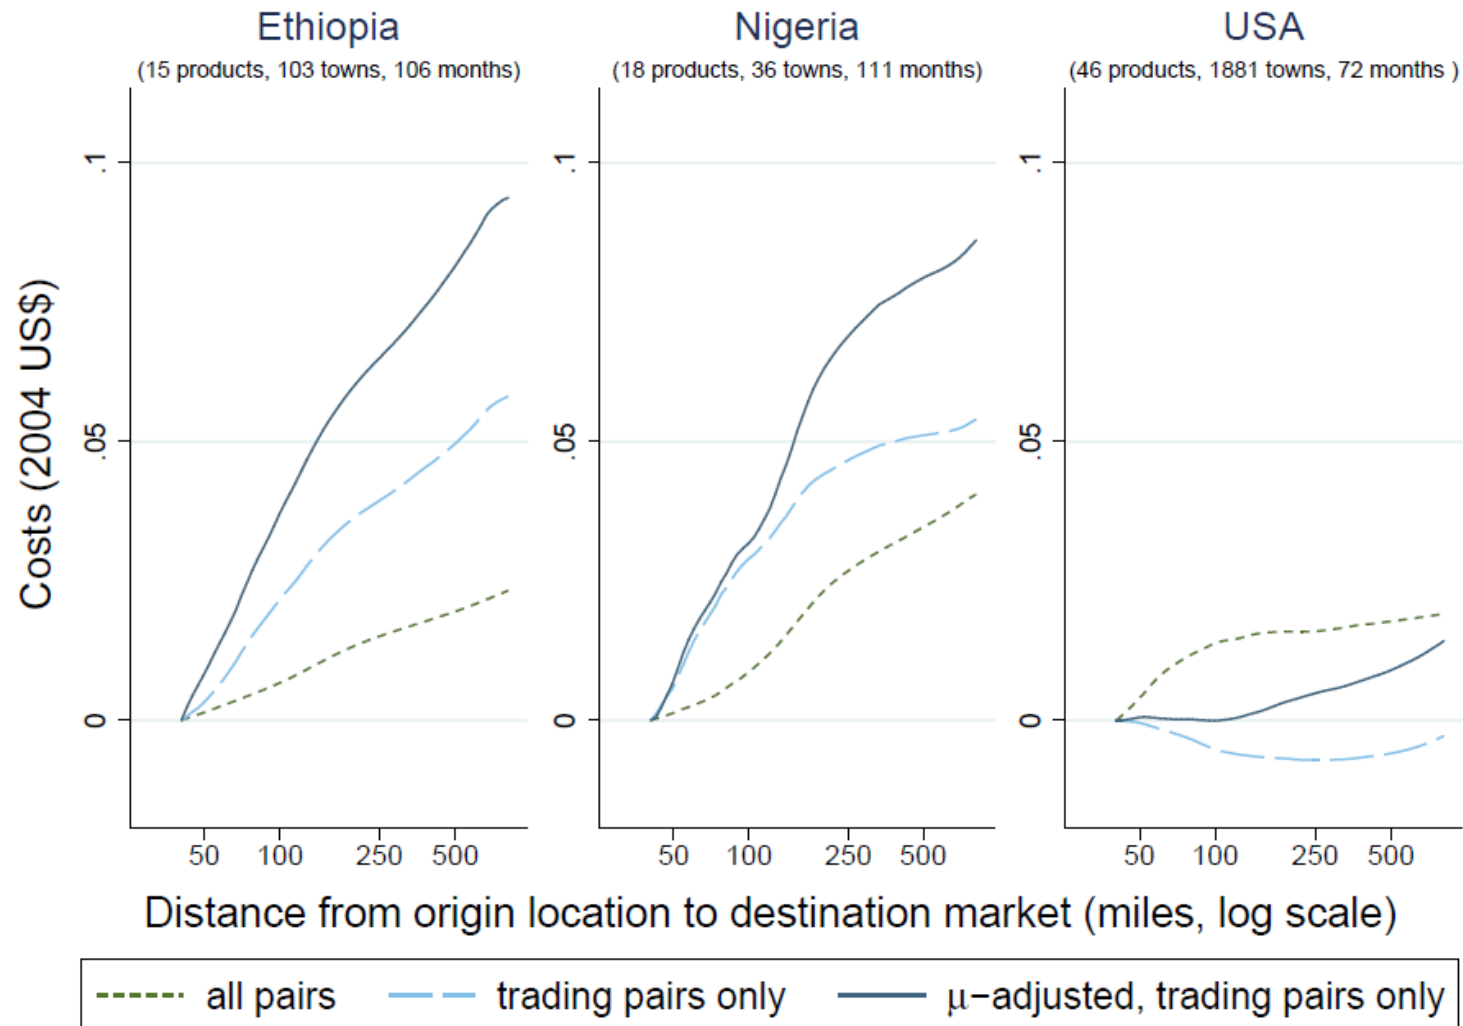 Ethiopia
(15 products, 103 towns, 106 months)
Nigeria
(18 products, 36 towns, 111 months)
USA
(46 products, 1881 towns, 72 months )
Costs (2004 US$)
.1
.05
0
.1
.05
0
.1
.05
0
50 100 250 500
50 100 250 500
50 100 250 500
Distance from origin location to destination market (miles, log scale)
all pairs
trading pairs only
μ−adjusted, trading pairs only